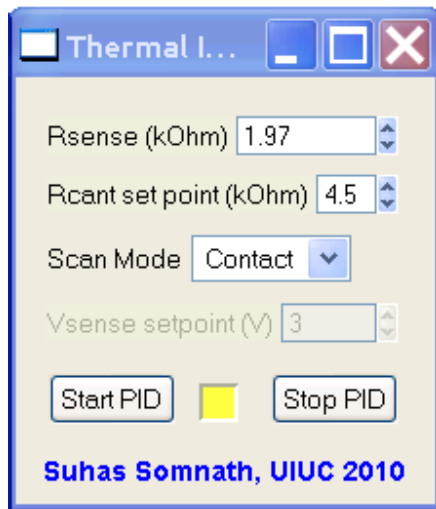 Thermal I...
Rsense (kOhm) 1.97
Rcant set point (kOhm) 4.5
Scan Mode Contact
Vsense setpoint (V) 3
Start PID Stop PID
Suhas Somnath, UIUC 2010